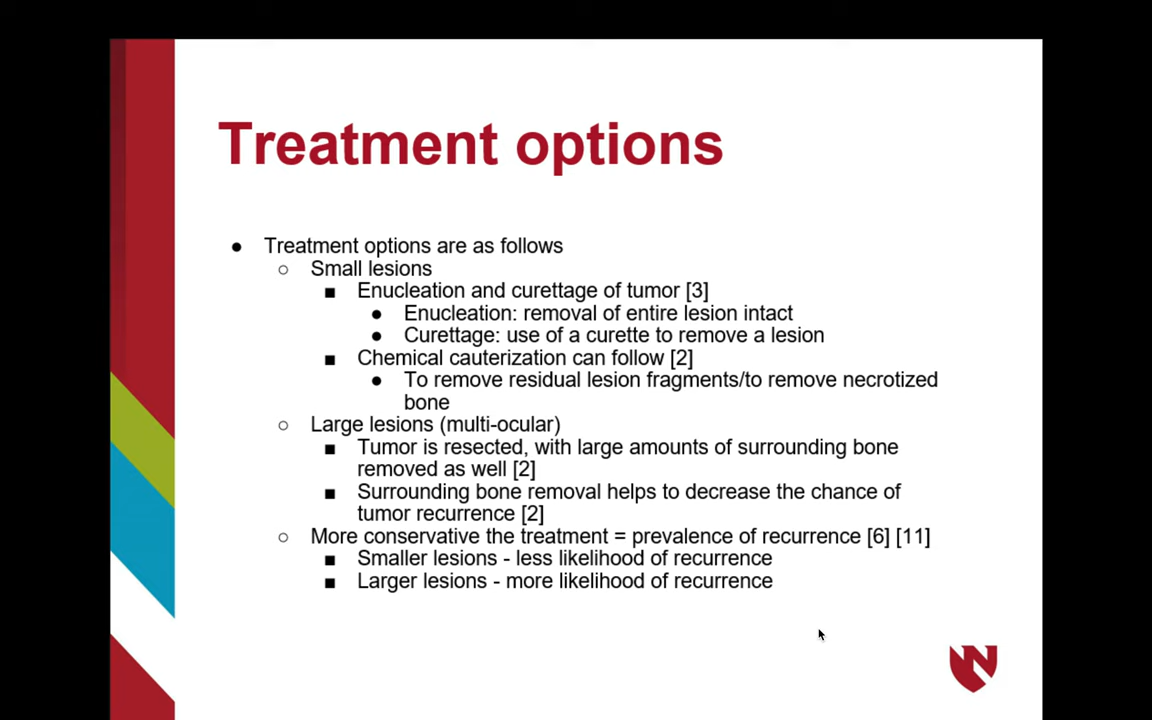 Treatment options
● Treatment options are as follows
○ Small lesions
■ Enucleation and curettage of tumor [3]
● Enucleation: removal of entire lesion intact
● Curettage: use of a curette to remove a lesion
■ Chemical cauterization can follow [2]
● To remove residual lesion fragments/to remove necrotized
bone
○ Large lesions (multi-ocular)
■ Tumor is resected, with large amounts of surrounding bone
removed as well [2]
■ Surrounding bone removal helps to decrease the chance of
tumor recurrence [2]
○ More conservative the treatment = prevalence of recurrence [6] [11]
■ Smaller lesions - less likelihood of recurrence
■ Larger lesions - more likelihood of recurrence